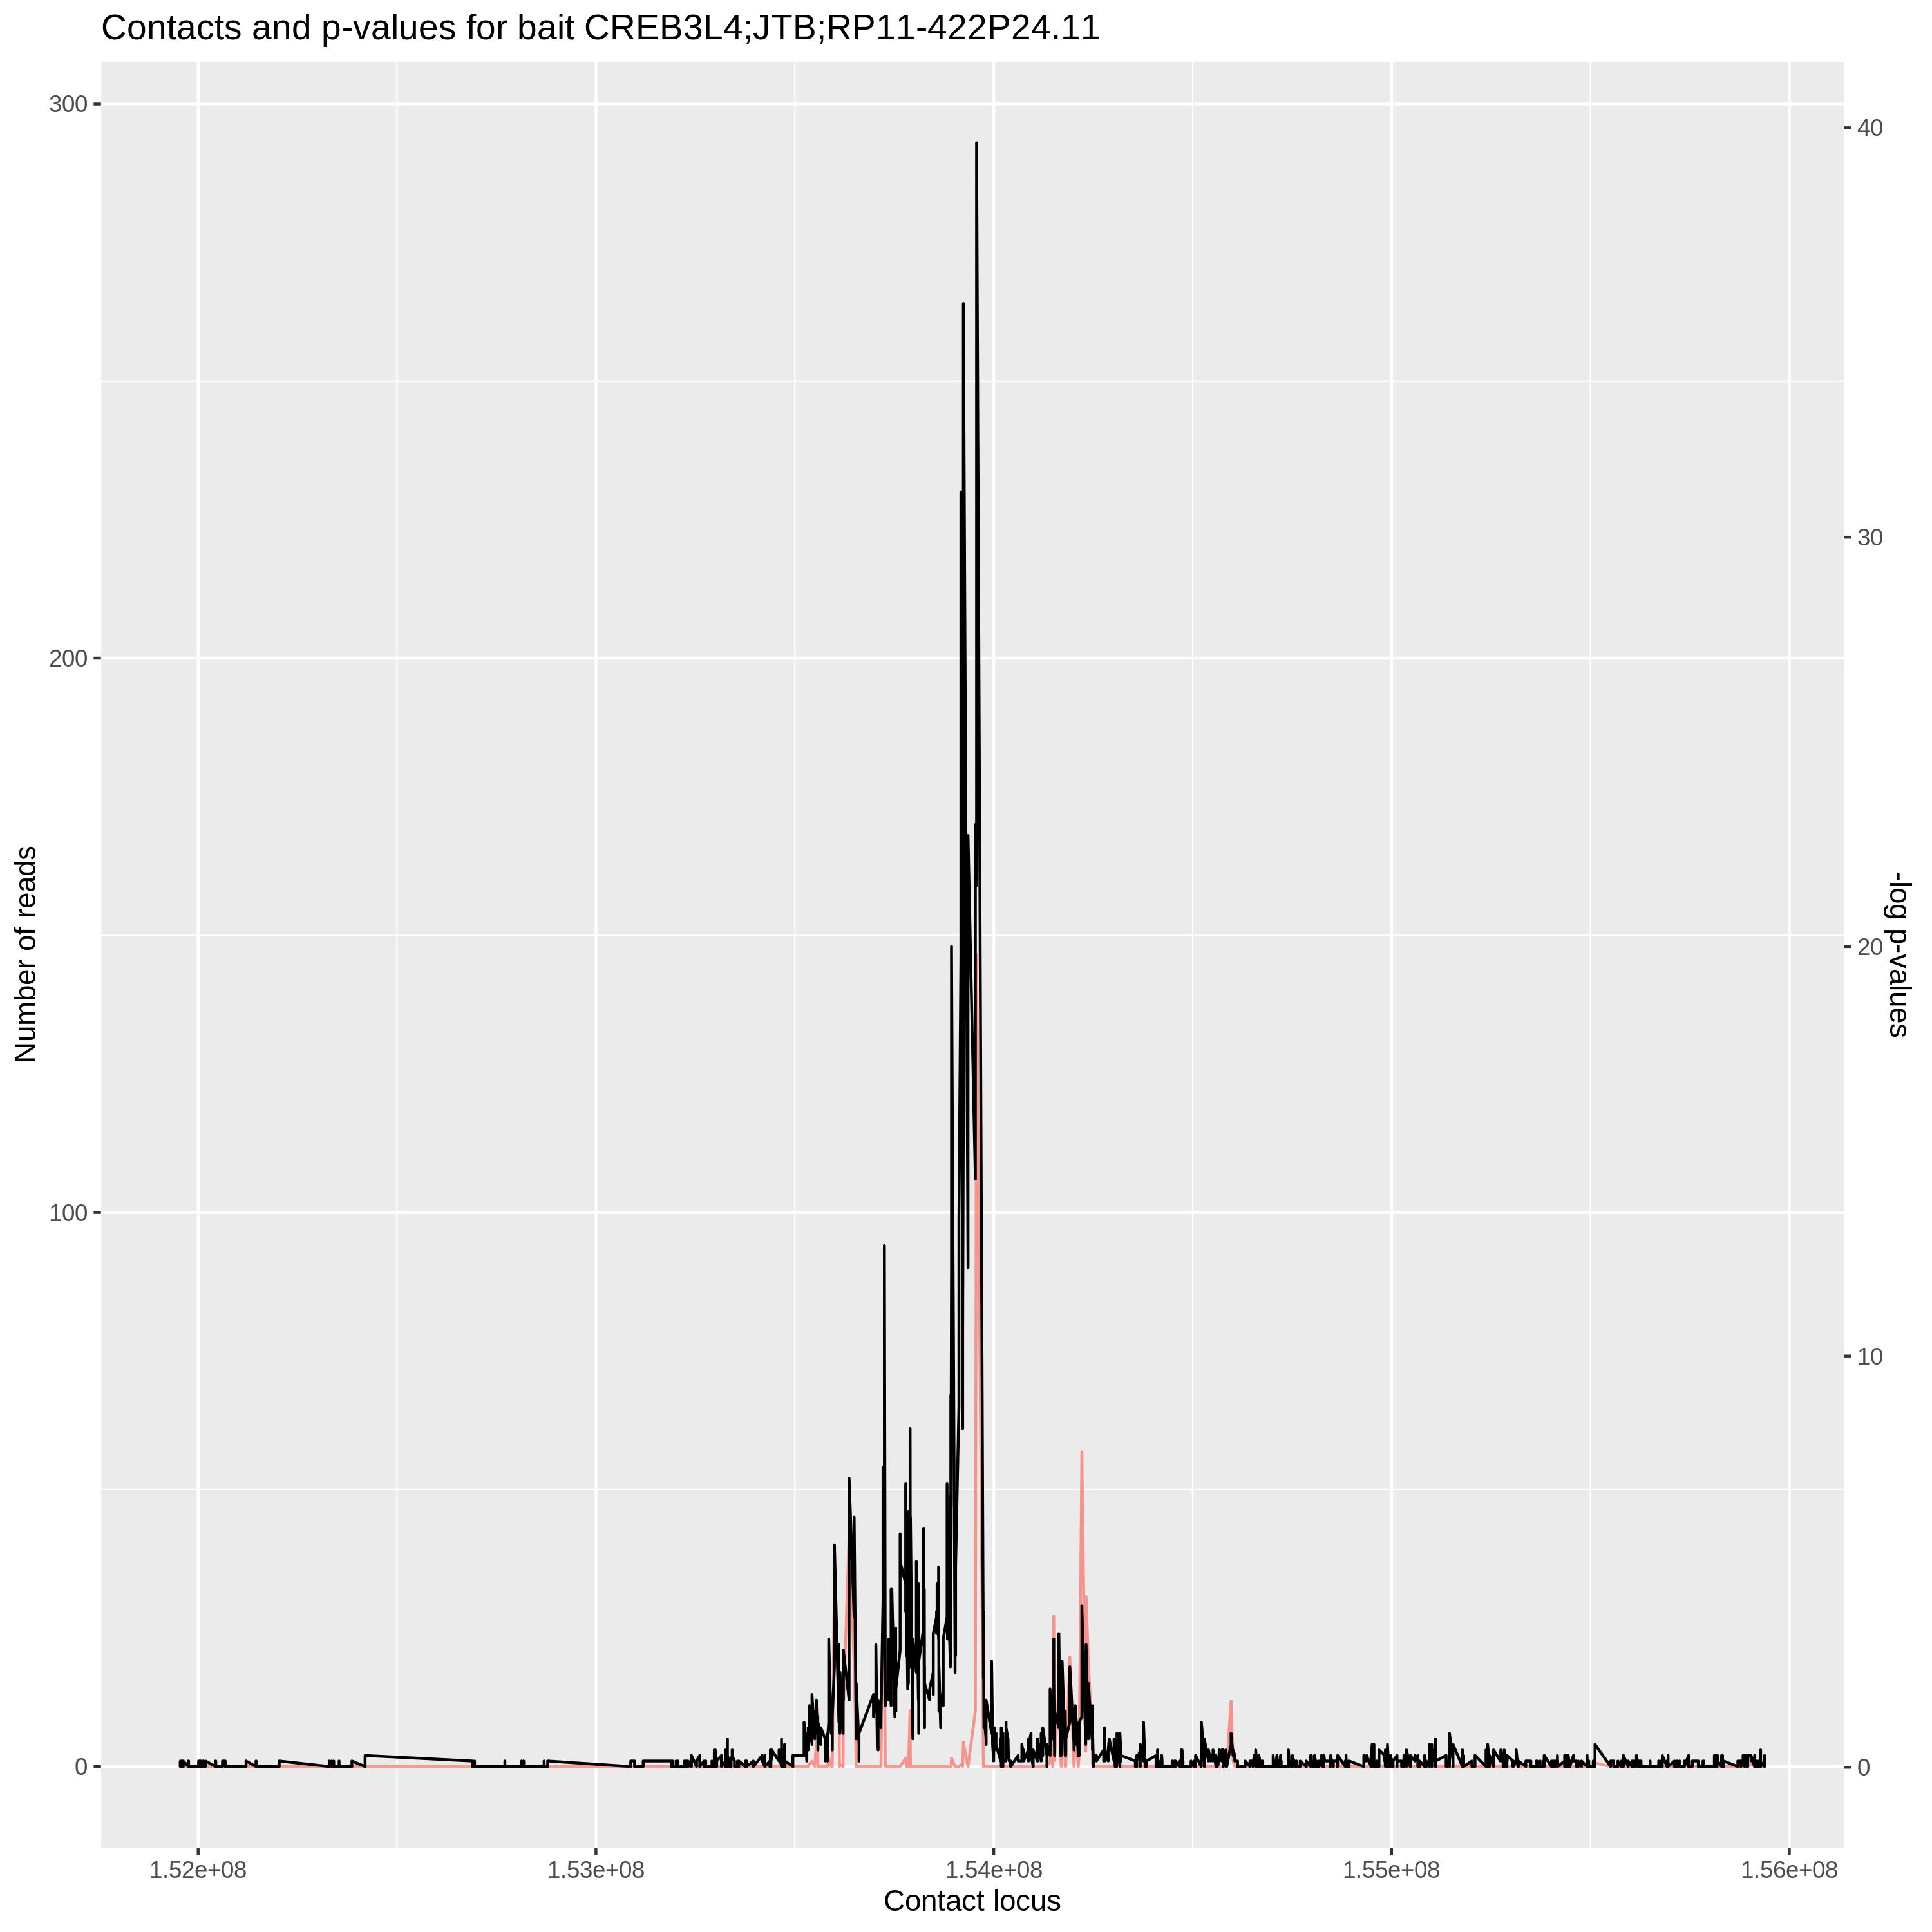 Contacts and p-values for bait CREB3L4;JTB;RP11-422P24.11
300
200
100
0
Number of reads
40
30
20
10
0
-log p-values
1.52e+08
1.53e+08
1.54e+08
1.55e+08
1.56e+08
Contact locus